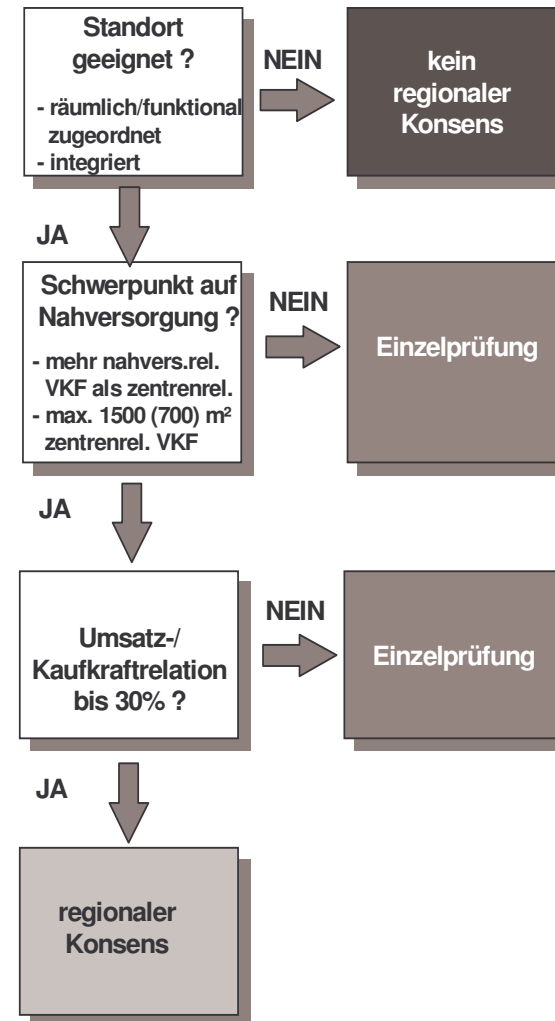 Standort
geeignet ?
- räumlich/funktional
zugeordnet
- integriert
NEIN
kein
regionaler
Konsens
JA
Schwerpunkt auf
Nahversorgung ?
- mehr nahvers.rel.
VKF als zentrenrel.
- max. 1500 (700) m²
zentrenrel. VKF
NEIN
Einzelprüfung
JA
Umsatz-/
Kaufkraftrelation
bis 30% ?
NEIN
Einzelprüfung
JA
regionaler
Konsens